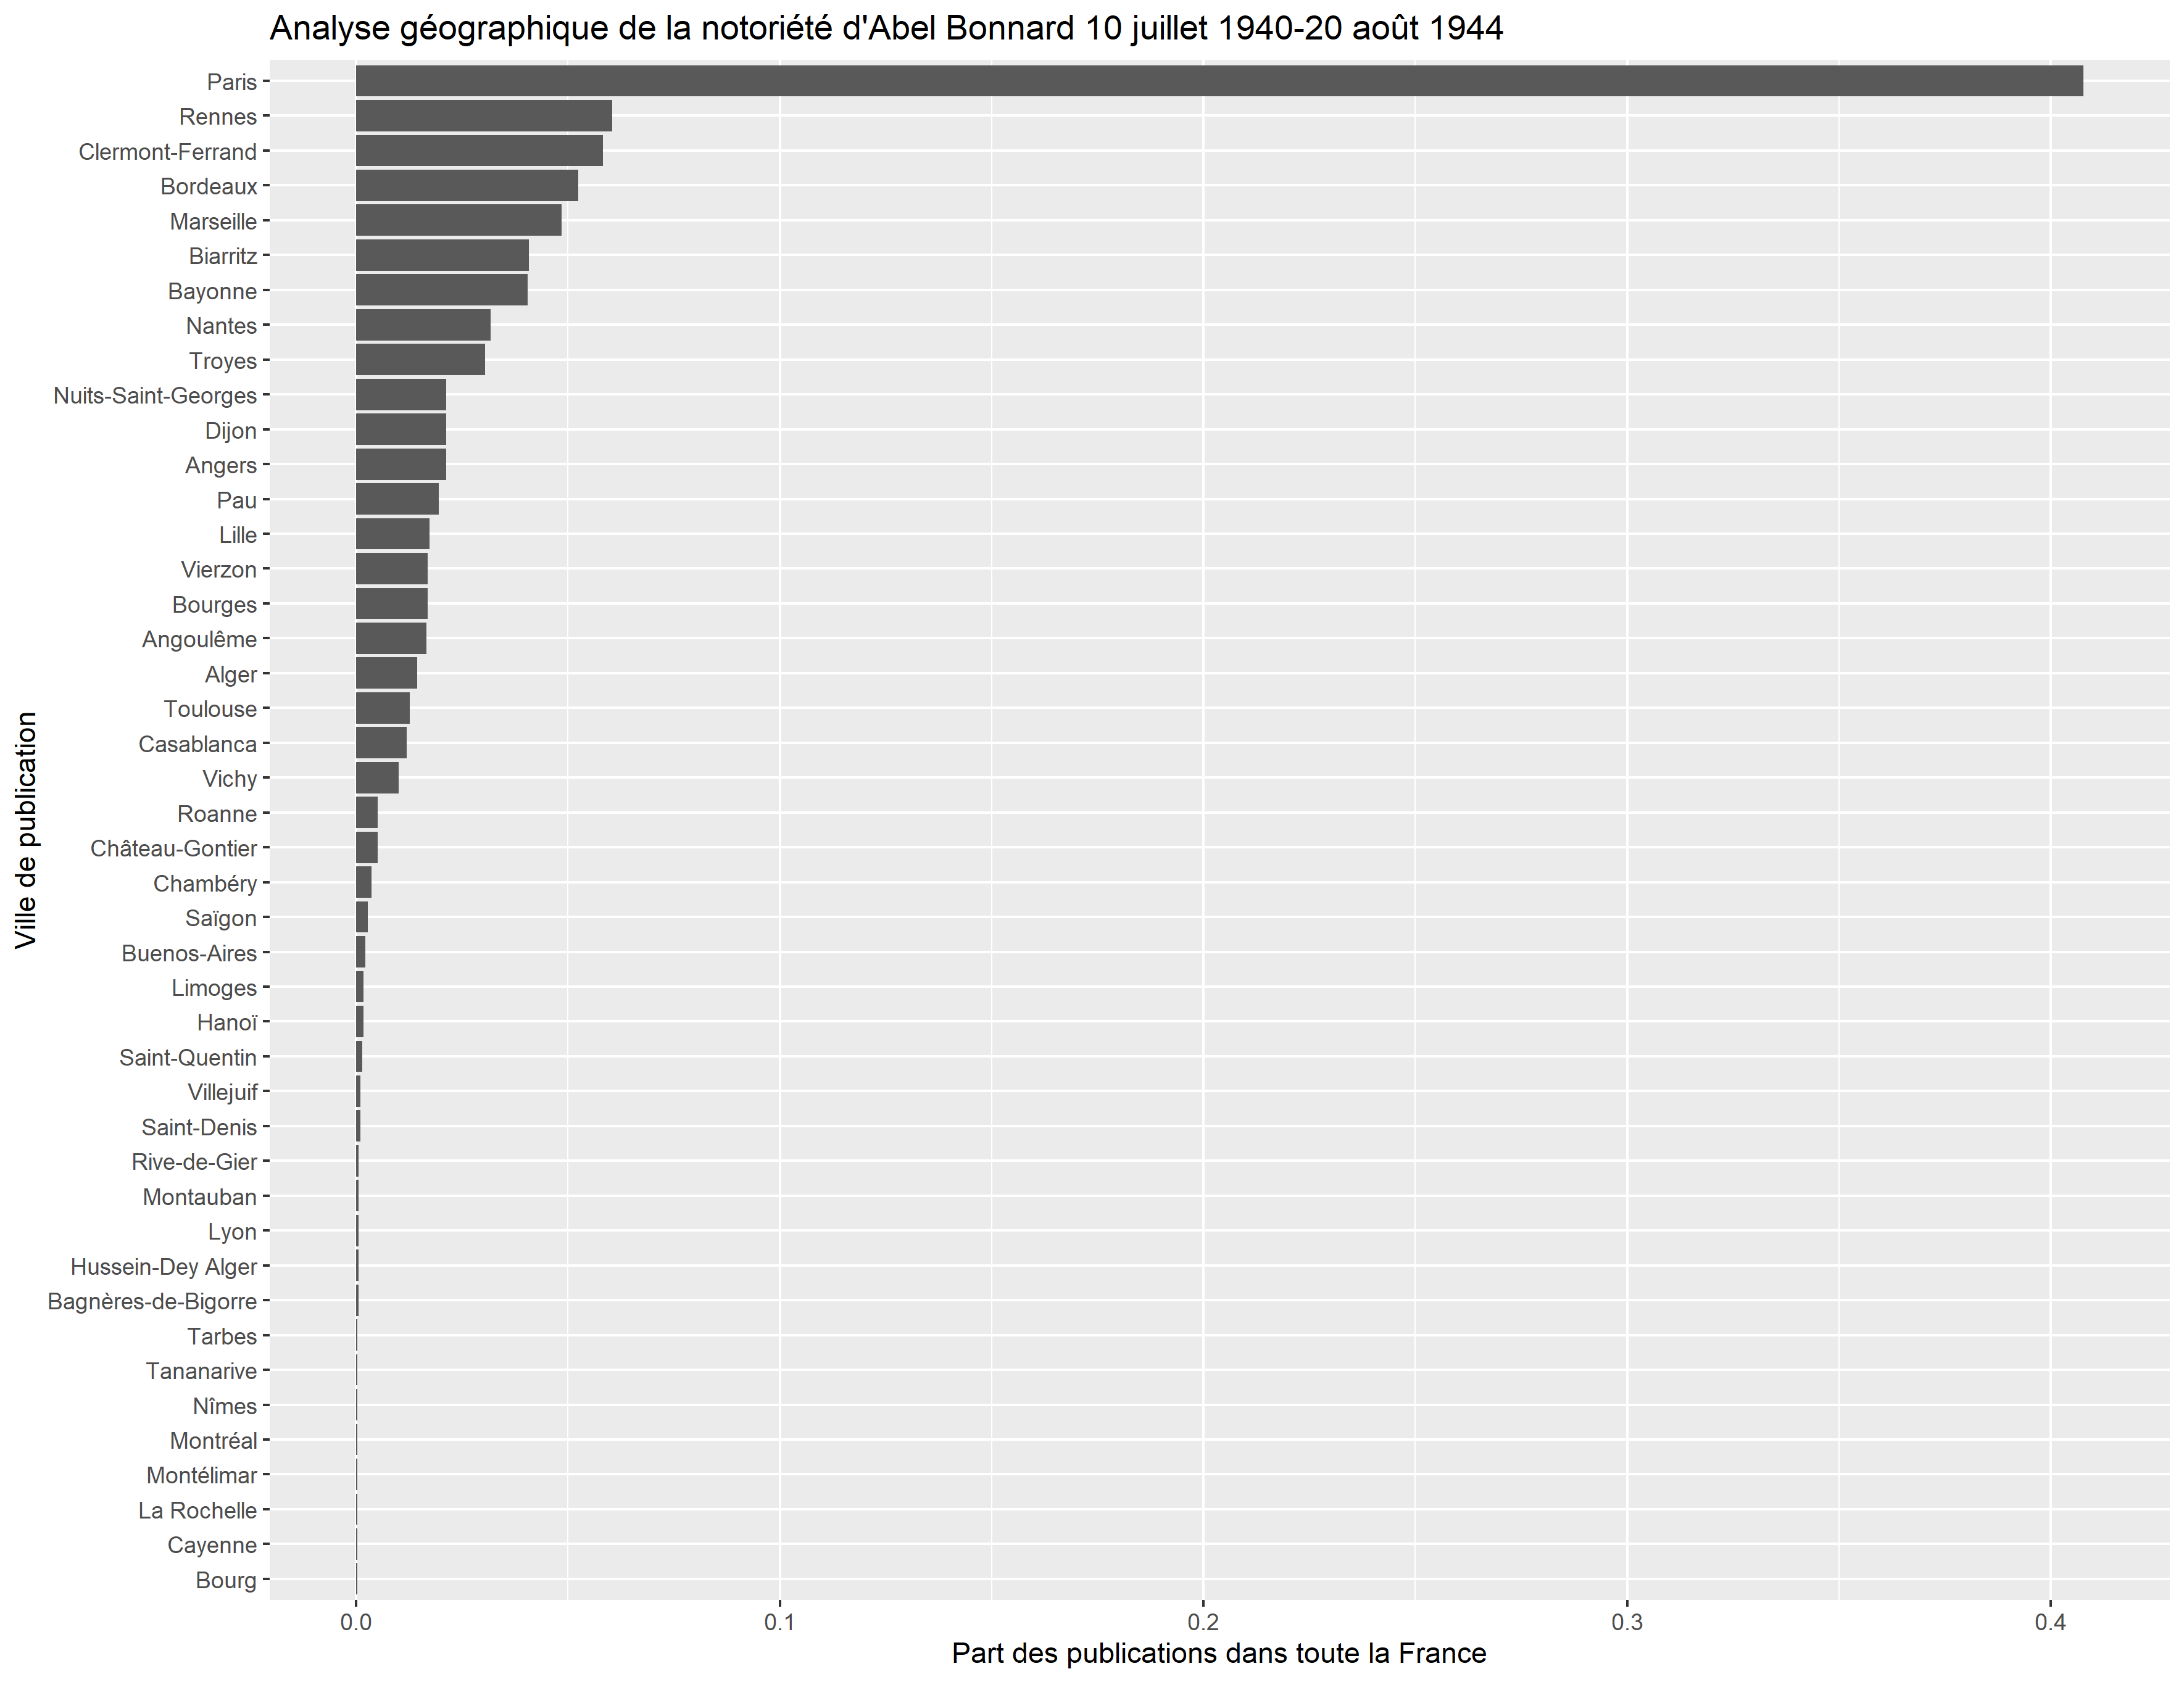 Analyse géographique de la notoriété d'Abel Bonnard 10 juillet 1940-20 août 1944
Ville de publication
Paris
Rennes
Clermont-Ferrand
Bordeaux
Marseille
Biarritz
Bayonne
Nantes
Troyes
Nuits-Saint-Georges
Dijon
Angers
Pau
Lille
Vierzon
Bourges
Angoulême
Alger
Toulouse
Casablanca
Vichy
Roanne
Château-Gontier
Chambéry
Saïgon
Buenos-Aires
Limoges
Hanoï
Saint-Quentin
Villejuif
Saint-Denis
Rive-de-Gier
Montauban
Lyon
Hussein-Dey Alger
Bagnères-de-Bigorre
Tarbes
Tananarive
Nîmes
Montréal
Montélimar
La Rochelle
Cayenne
Bourg
0.0 0.1 0.2 0.3 0.4
Part des publications dans toute la France